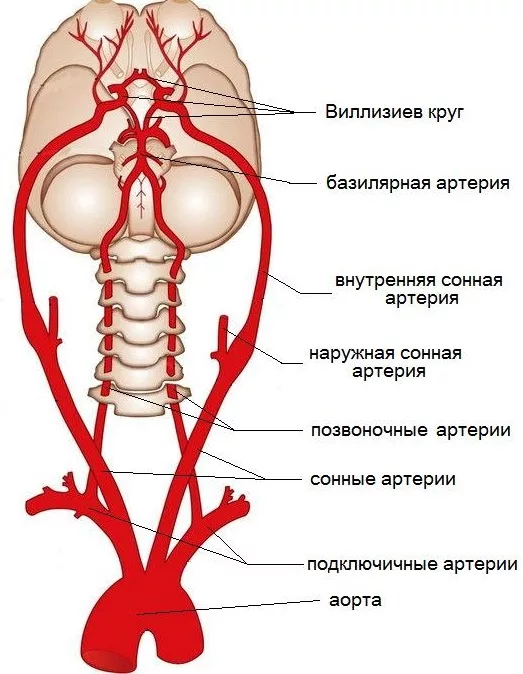 Виллизиев круг
базилярная артерия
внутренняя сонная
артерия
наружная сонная
артерия
позвоночные артерии
сонные артерии
подключичные артерии
аорта